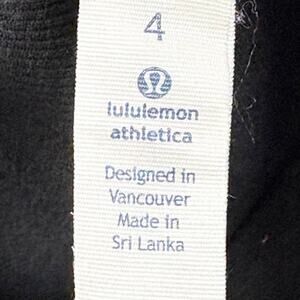 4
lululemon
athletica
Designed in
Vancouver
Made in
Sri Lanka